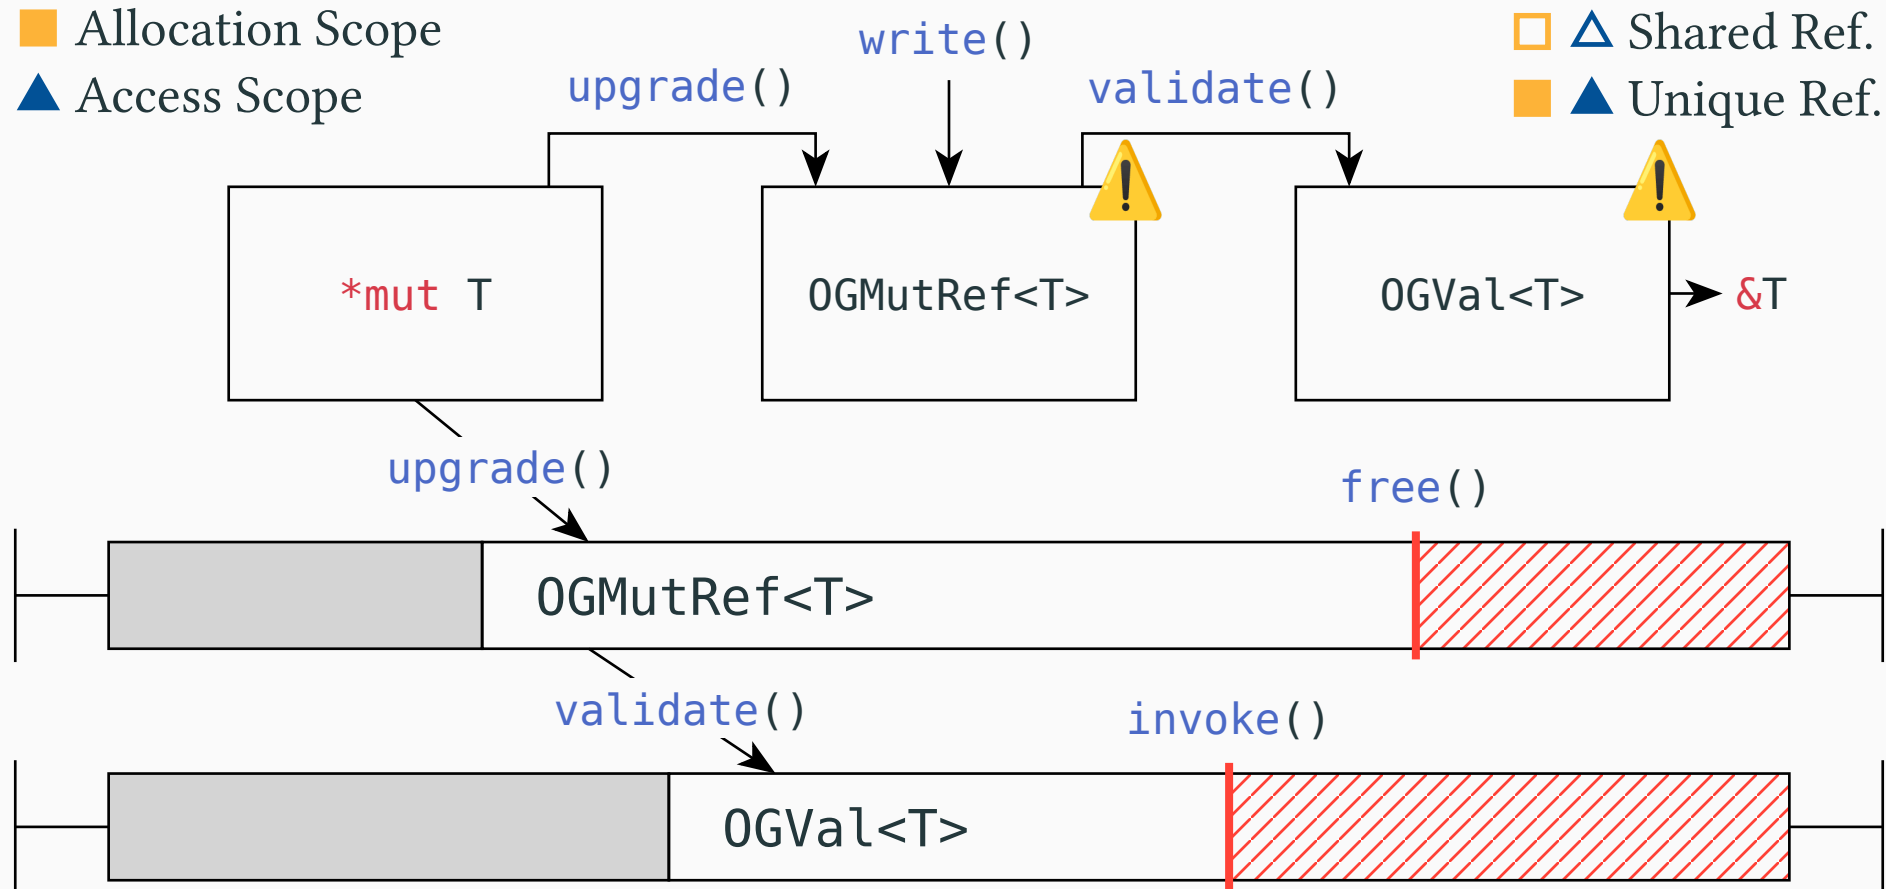 Allocation Scope
Access Scope
write()
upgrade()
validate()
Shared Ref.
Unique Ref.
*mut T
OGMutRef<T>
OGVal<T>
&T
upgrade()
free()
OGMutRef<T>
validate()
invoke()
OGVal<T>